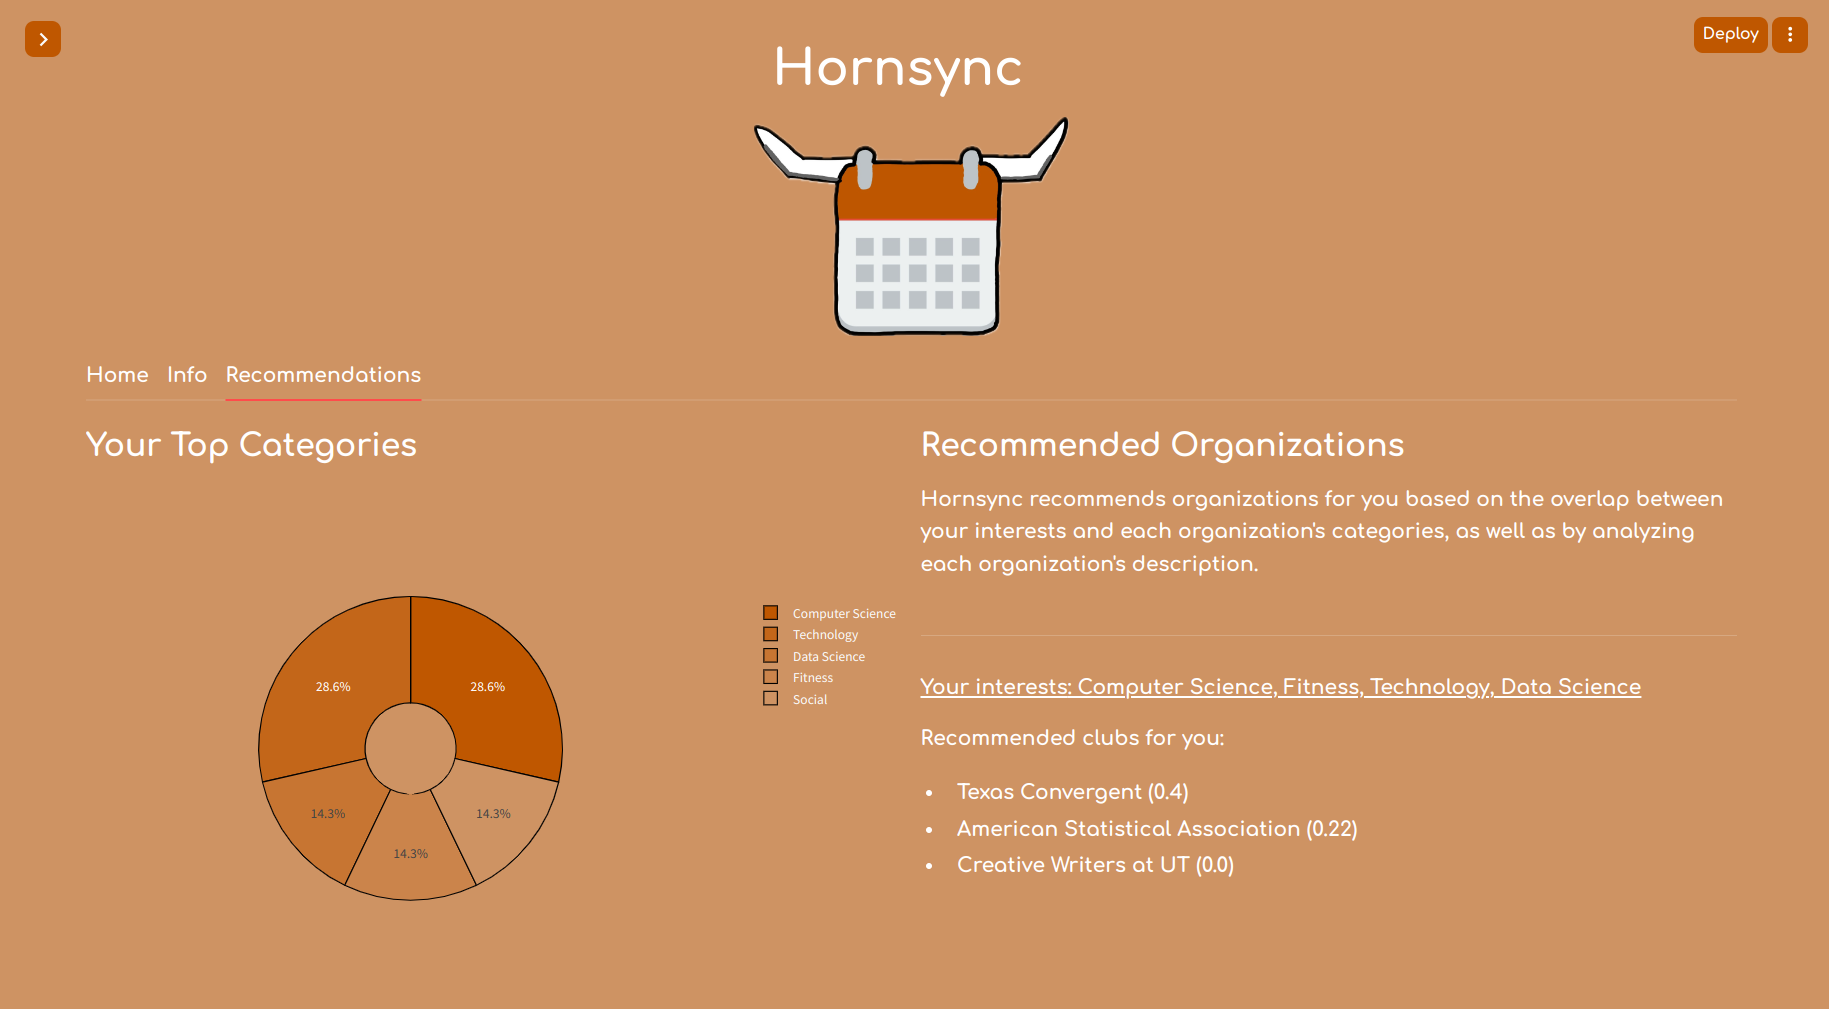 Deploy
Hornsync
Home Info Recommendations
Your Top Categories
28.6%
28.6%
14.3%
14.3%
14.3%
Computer Science
Technology
Data Science
Fitness
Social
Recommended Organizations
Hornsync recommends organizations for you based on the overlap between
your interests and each organization's categories, as well as by analyzing
each organization's description.
Your interests: Computer Science, Fitness, Technology, Data Science
Recommended clubs for you:
• Texas Convergent (0.4)
• American Statistical Association (0.22)
• Creative Writers at UT (0.0)